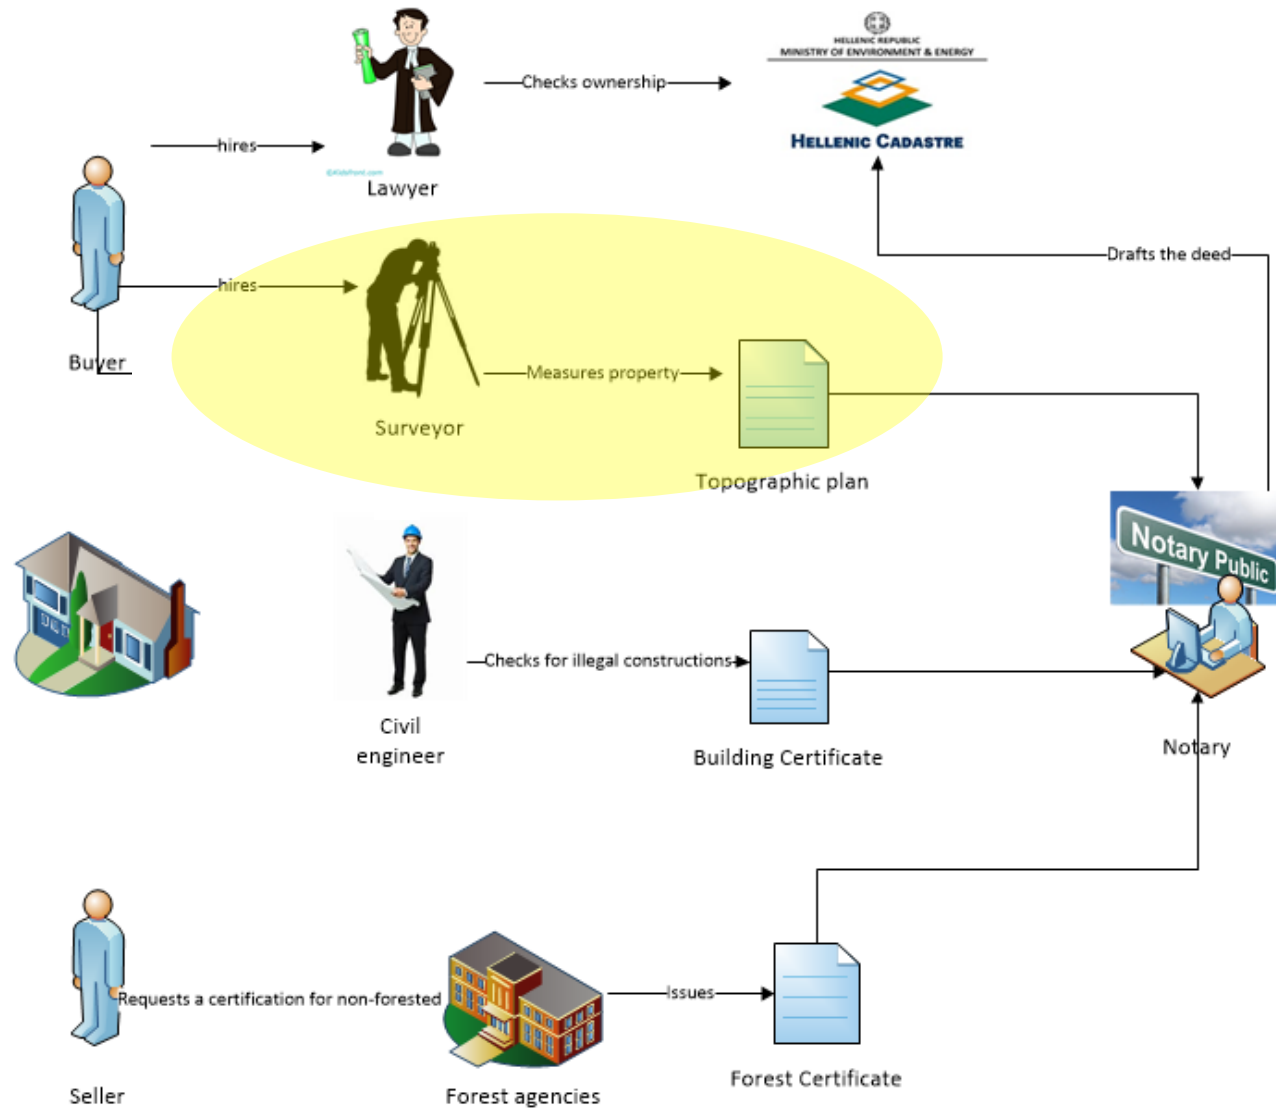 HELLENIC REPUBLIC
MINISTRY OF ENVIRONMENT & ENERGY
Checks ownership
HELLENIC CADASTRE
hires
©Kidsfront.com
Lawyer
Drafts the deed
hires
Buyer
Measures property
Surveyor
Topographic plan
Notary Public
Checks for illegal constructions
Civil
engineer
Building Certificate
Notary
Requests a certification for non-forested
Issues
Seller
Forest agencies
Forest Certificate